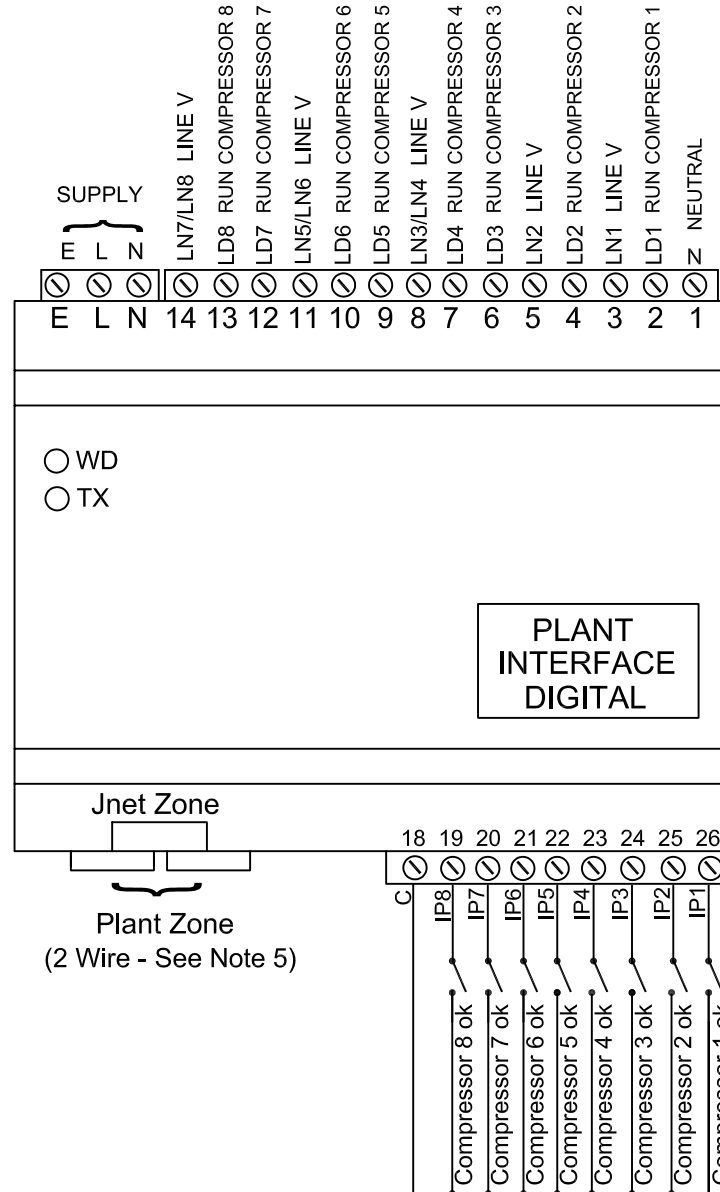 SUPPLY
E L N
LN7/LN8 LINE V
LD8 RUN COMPRESSOR 8
LD7 RUN COMPRESSOR 7
LN5/LN6 LINE V
LD6 RUN COMPRESSOR 6
LD5 RUN COMPRESSOR 5
LN3/LN4 LINE V
LD4 RUN COMPRESSOR 4
LD3 RUN COMPRESSOR 3
LN2 LINE V
LD2 RUN COMPRESSOR 2
LN1 LINE V
LD1 RUN COMPRESSOR 1
N NEUTRAL
E L N 14 13 12 11 10 9 8 7 6 5 4 3 2 1
WD
TX
PLANT
INTERFACE
DIGITAL
Jnet Zone
Plant Zone
(2 Wire - See Note 5)
18 19 20 21 22 23 24 25 26
C
IP8
IP7
IP6
IP5
IP4
IP3
IP2
IP1
Compressor 8 ok
Compressor 7 ok
Compressor 6 ok
Compressor 5 ok
Compressor 4 ok
Compressor 3 ok
Compressor 2 ok
Compressor 1 ok